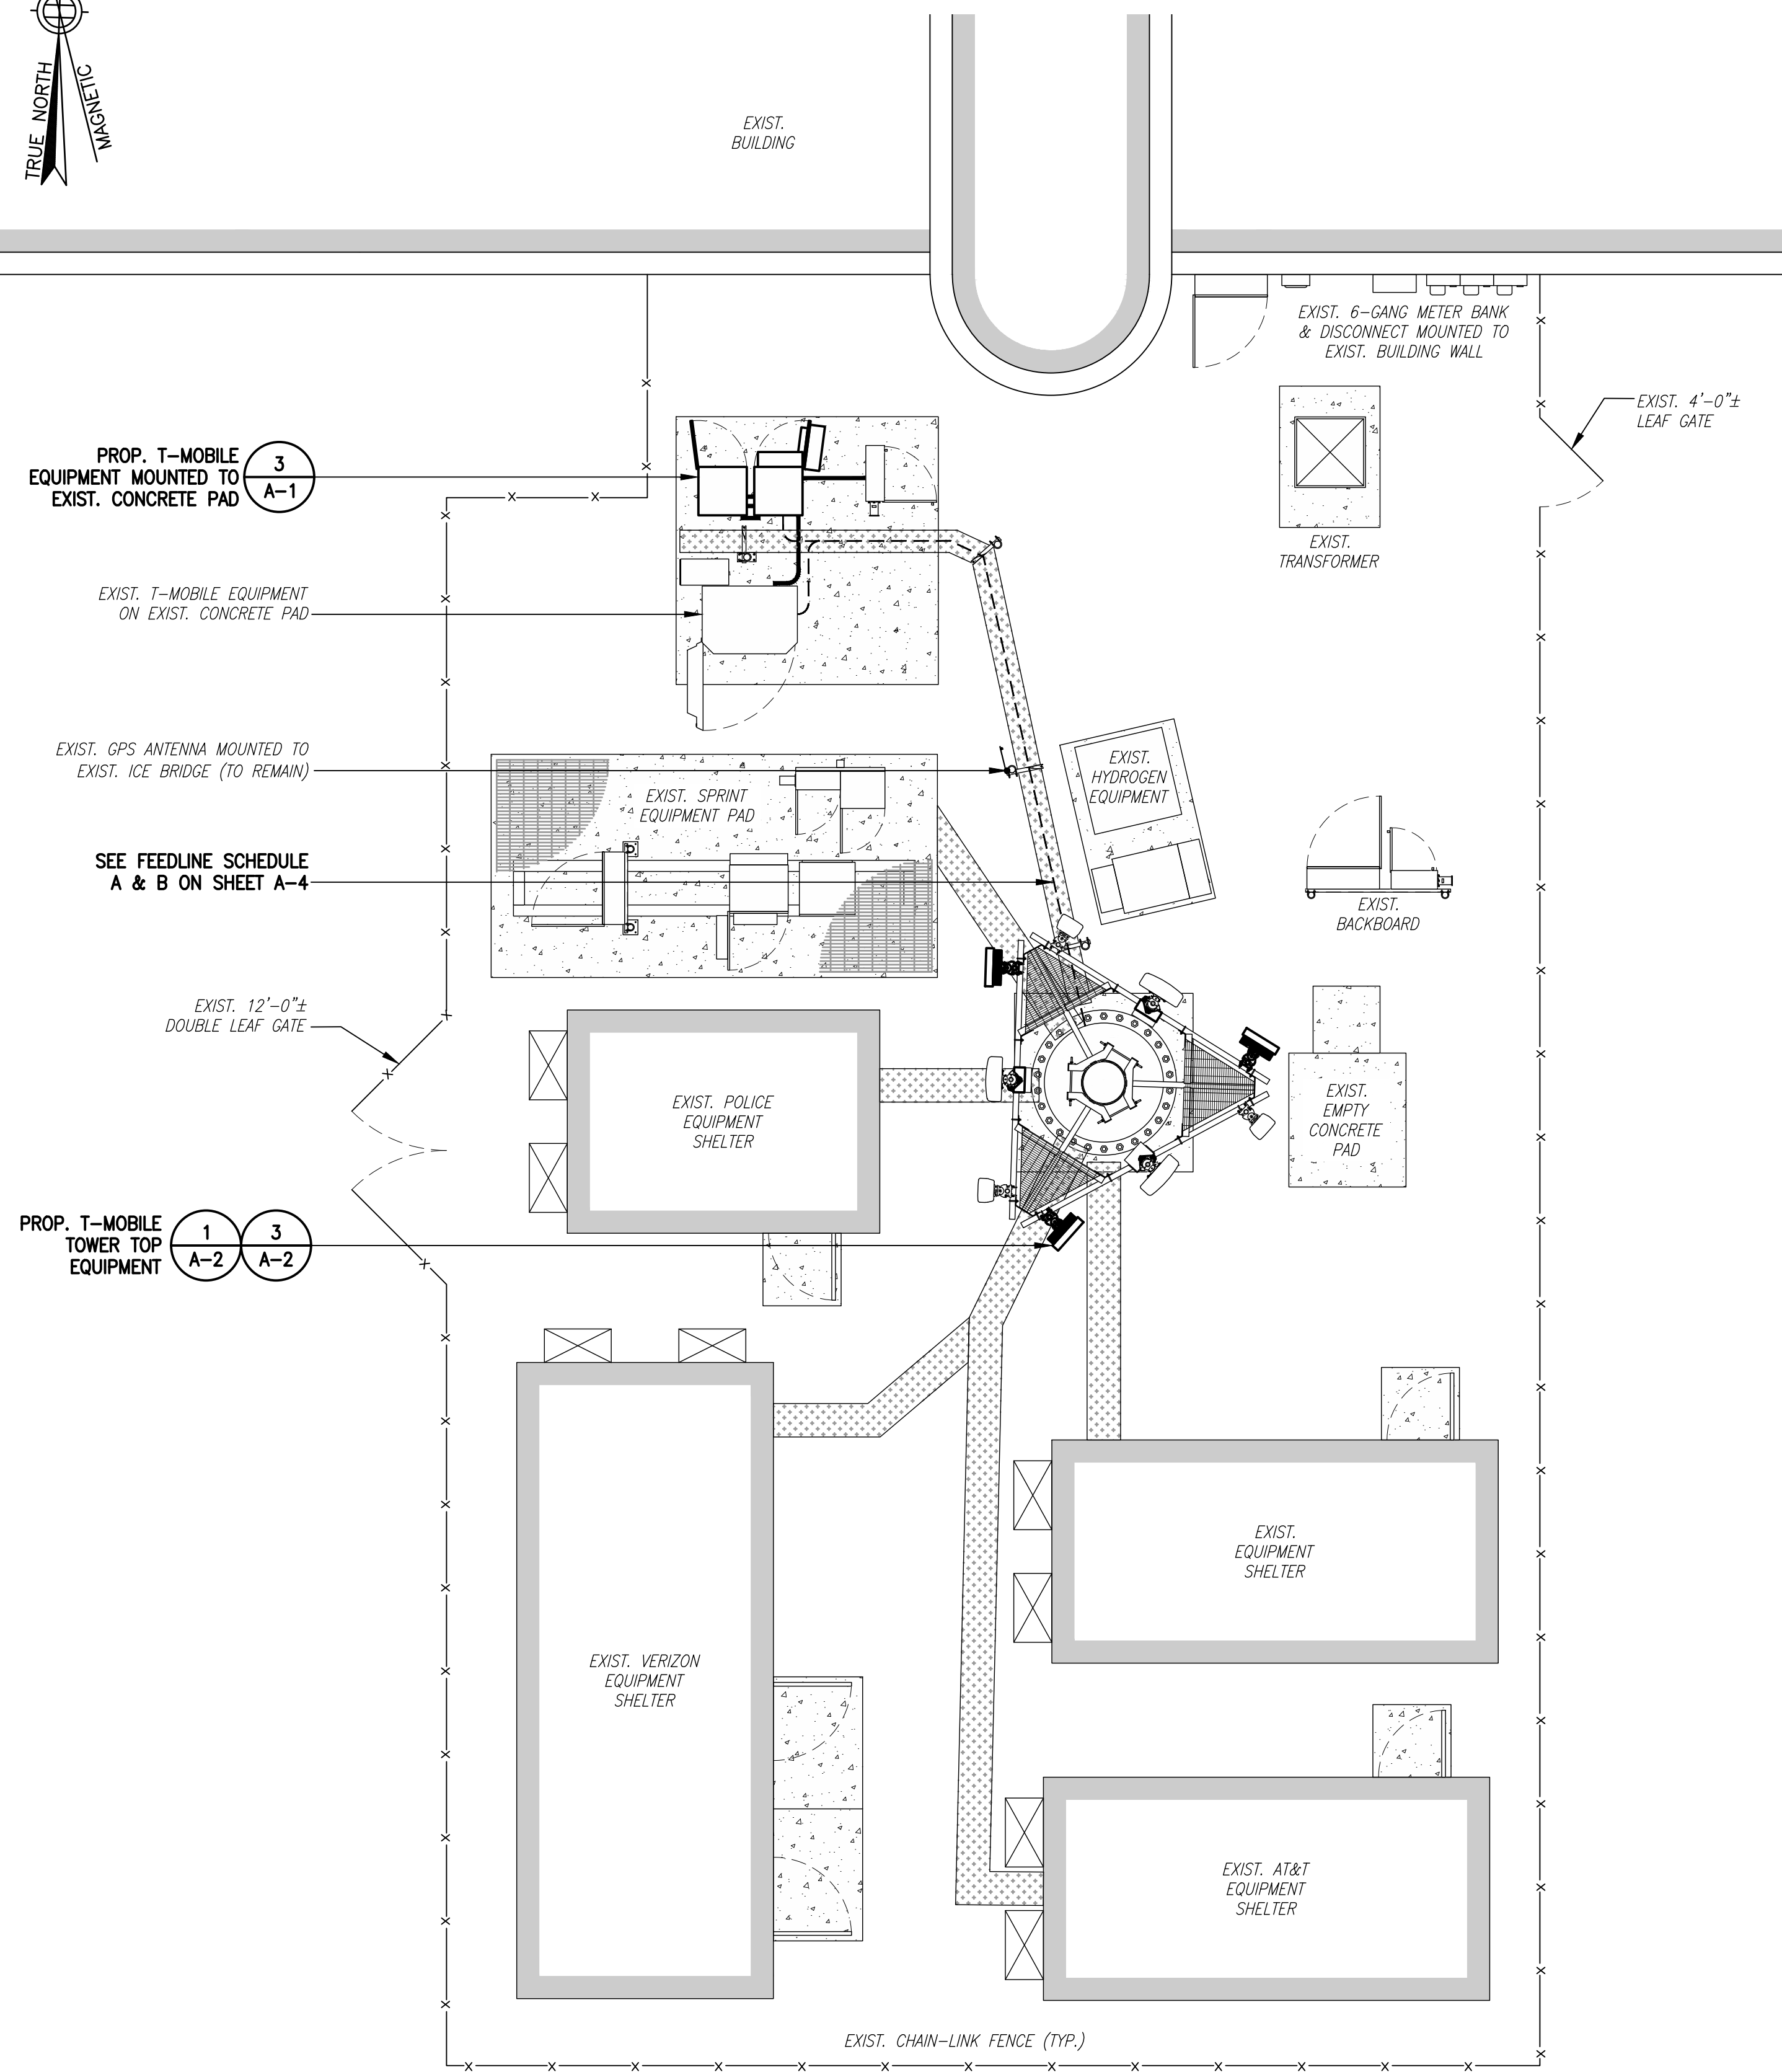 TRUE NORTH
MAGNETIC
EXIST.
BUILDING
EXIST. 6-GANG METER BANK
& DISCONNECT MOUNTED TO
EXIST. BUILDING WALL
EXIST. 4'-0"±
LEAF GATE
PROP. T-MOBILE
EQUIPMENT MOUNTED TO
EXIST. CONCRETE PAD
3
A-1
EXIST.
TRANSFORMER
EXIST. T-MOBILE EQUIPMENT
ON EXIST. CONCRETE PAD
EXIST. GPS ANTENNA MOUNTED TO
EXIST. ICE BRIDGE (TO REMAIN)
EXIST.
HYDROGEN
EQUIPMENT
EXIST. SPRINT
EQUIPMENT PAD
SEE FEEDLINE SCHEDULE
A & B ON SHEET A-4
EXIST.
BACKBOARD
EXIST. 12'-0"±
DOUBLE LEAF GATE
EXIST. POLICE
EQUIPMENT
SHELTER
EXIST.
EMPTY
CONCRETE
PAD
PROP. T-MOBILE
TOWER TOP
EQUIPMENT
1
A-2
3
A-2
EXIST.
EQUIPMENT
SHELTER
EXIST. VERIZON
EQUIPMENT
SHELTER
EXIST. AT&T
EQUIPMENT
SHELTER
EXIST. CHAIN-LINK FENCE (TYP.)